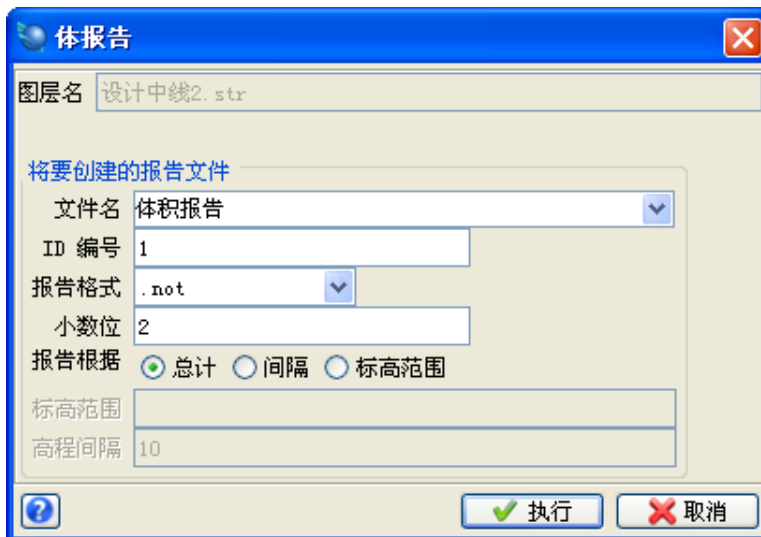 体报告
图层名 设计中线2.str
将要创建的报告文件
文件名 体积报告
ID 编号 1
报告格式 .not
小数位 2
报告根据 总计 间隔 标高范围
标高范围
高程间隔 10
执行 取消